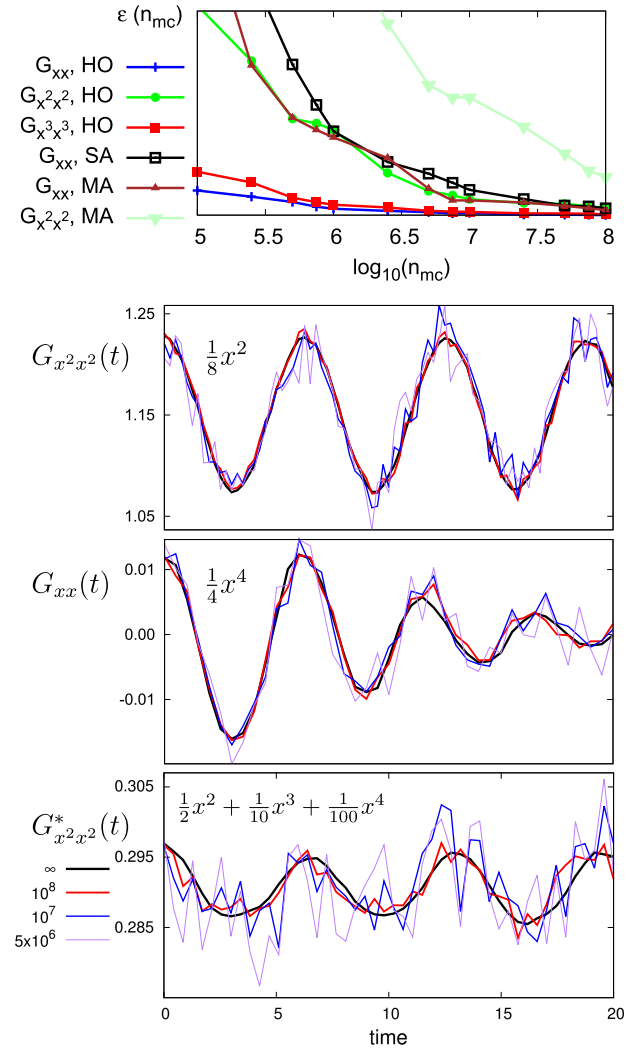 ε (n_mc)
G_xx, HO
G_x²x², HO
G_x³x³, HO
G_xx, SA
G_xx, MA
G_x²x², MA
5 5.5 6 6.5 7 7.5 8
log₁₀(n_mc)
1.25
G_x²x²(t) 1/8 x²
1.15
1.05
0.01
G_xx(t) 1/4 x⁴
0.00
-0.01
0.305
G*_x²x²(t) 1/2 x² + 1/10 x³ + 1/100 x⁴
∞ 0.295
10⁸
10⁷
0.285
5x10⁶
0 5 10 15 20
time